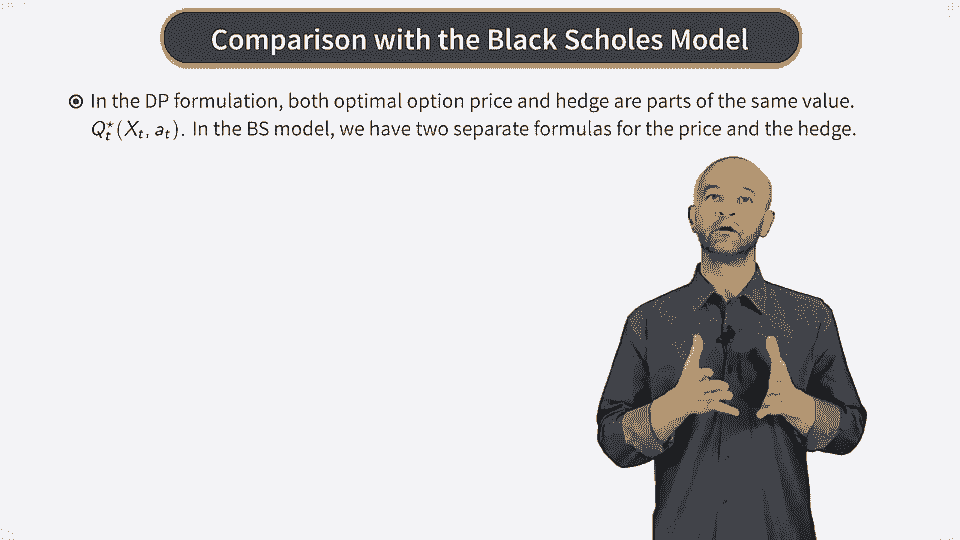 Comparison with the Black Scholes Model
In the DP formulation, both optimal option price and hedge are parts of the same value.
Q_t^⋆(X_t, a_t). In the BS model, we have two separate formulas for the price and the hedge.